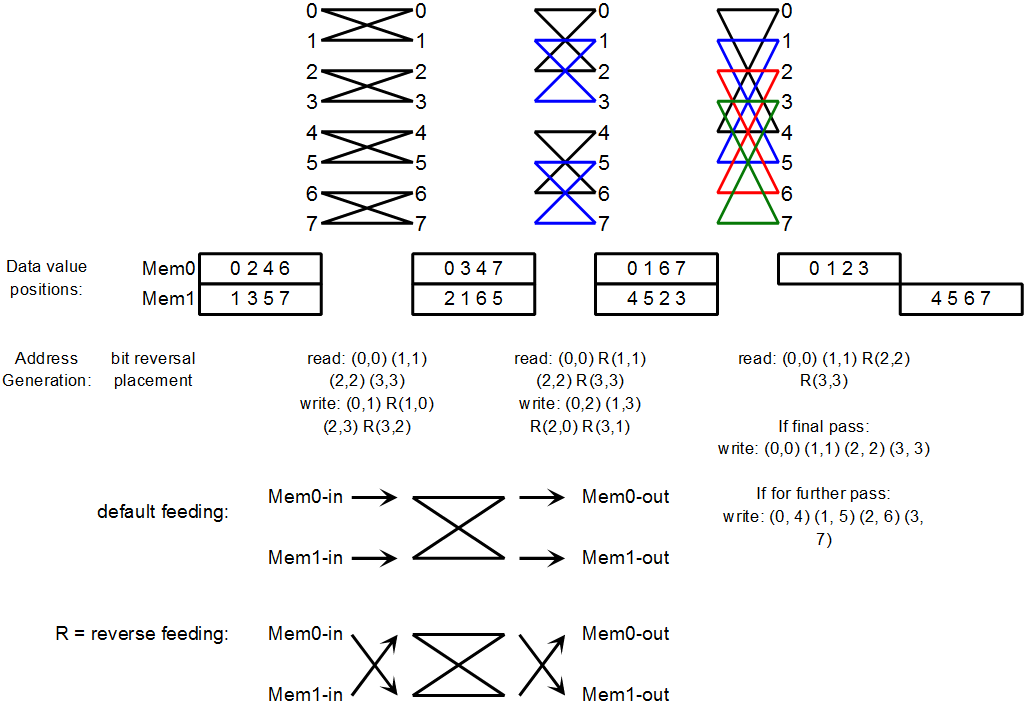 0 0 0 0
1 1 1 1
2 2 2 2
3 3 3 3
4 4 4 4
5 5 5 5
6 6 6 6
7 7 7 7
Data value
positions:
Mem0 0 2 4 6 0 3 4 7 0 1 6 7 0 1 2 3
Mem1 1 3 5 7 2 1 6 5 4 5 2 3 4 5 6 7
Address
Generation:
bit reversal
placement
read: (0,0) (1,1)
(2,2) (3,3)
write: (0,1) R(1,0)
(2,3) R(3,2)
read: (0,0) R(1,1)
(2,2) R(3,3)
write: (0,2) (1,3)
R(2,0) R(3,1)
read: (0,0) (1,1) R(2,2)
R(3,3)
If final pass:
write: (0,0) (1,1) (2, 2) (3, 3)
If for further pass:
write: (0, 4) (1, 5) (2, 6) (3,
7)
default feeding:
Mem0-in Mem0-out
Mem1-in Mem1-out
R = reverse feeding:
Mem0-in Mem0-out
Mem1-in Mem1-out